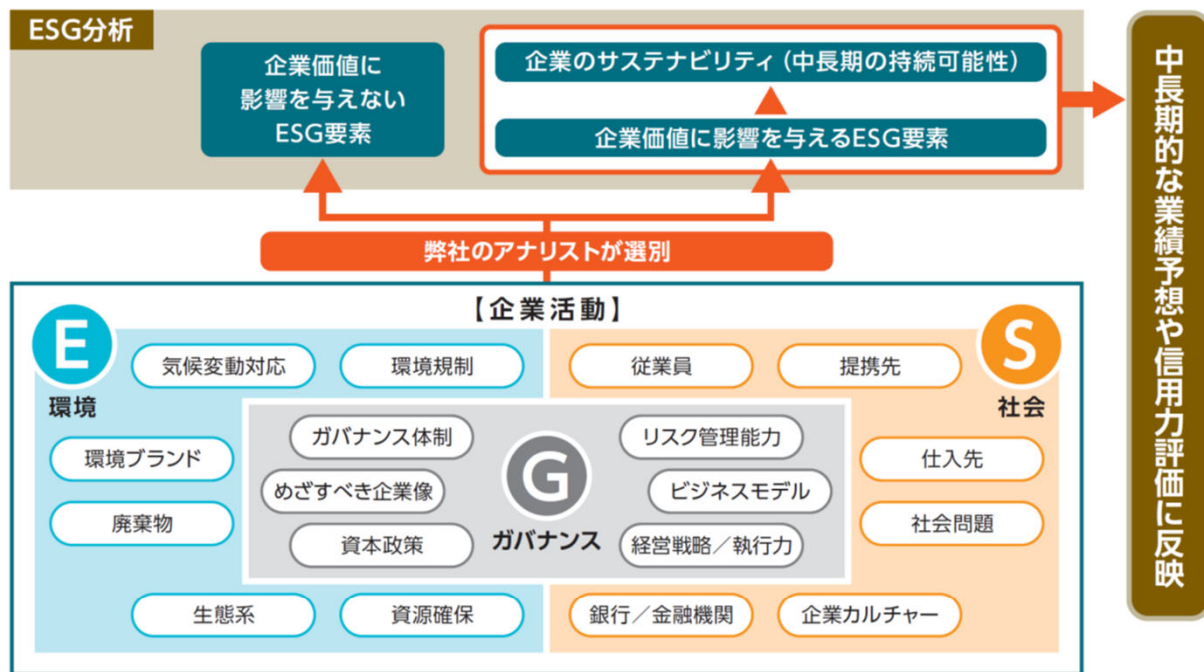 ESG分析
企業価値に
影響を与えない
ESG要素
企業のサステナビリティ（中長期の持続可能性）
企業価値に影響を与えるESG要素
中長期的な業績予想や信用力評価に反映
弊社のアナリストが選別
【企業活動】
E
環境
気候変動対応
環境規制
環境ブランド
廃棄物
生態系
資源確保
G
ガバナンス
ガバナンス体制
めざすべき企業像
資本政策
リスク管理能力
ビジネスモデル
経営戦略／執行力
S
社会
従業員
提携先
仕入先
社会問題
銀行／金融機関
企業カルチャー